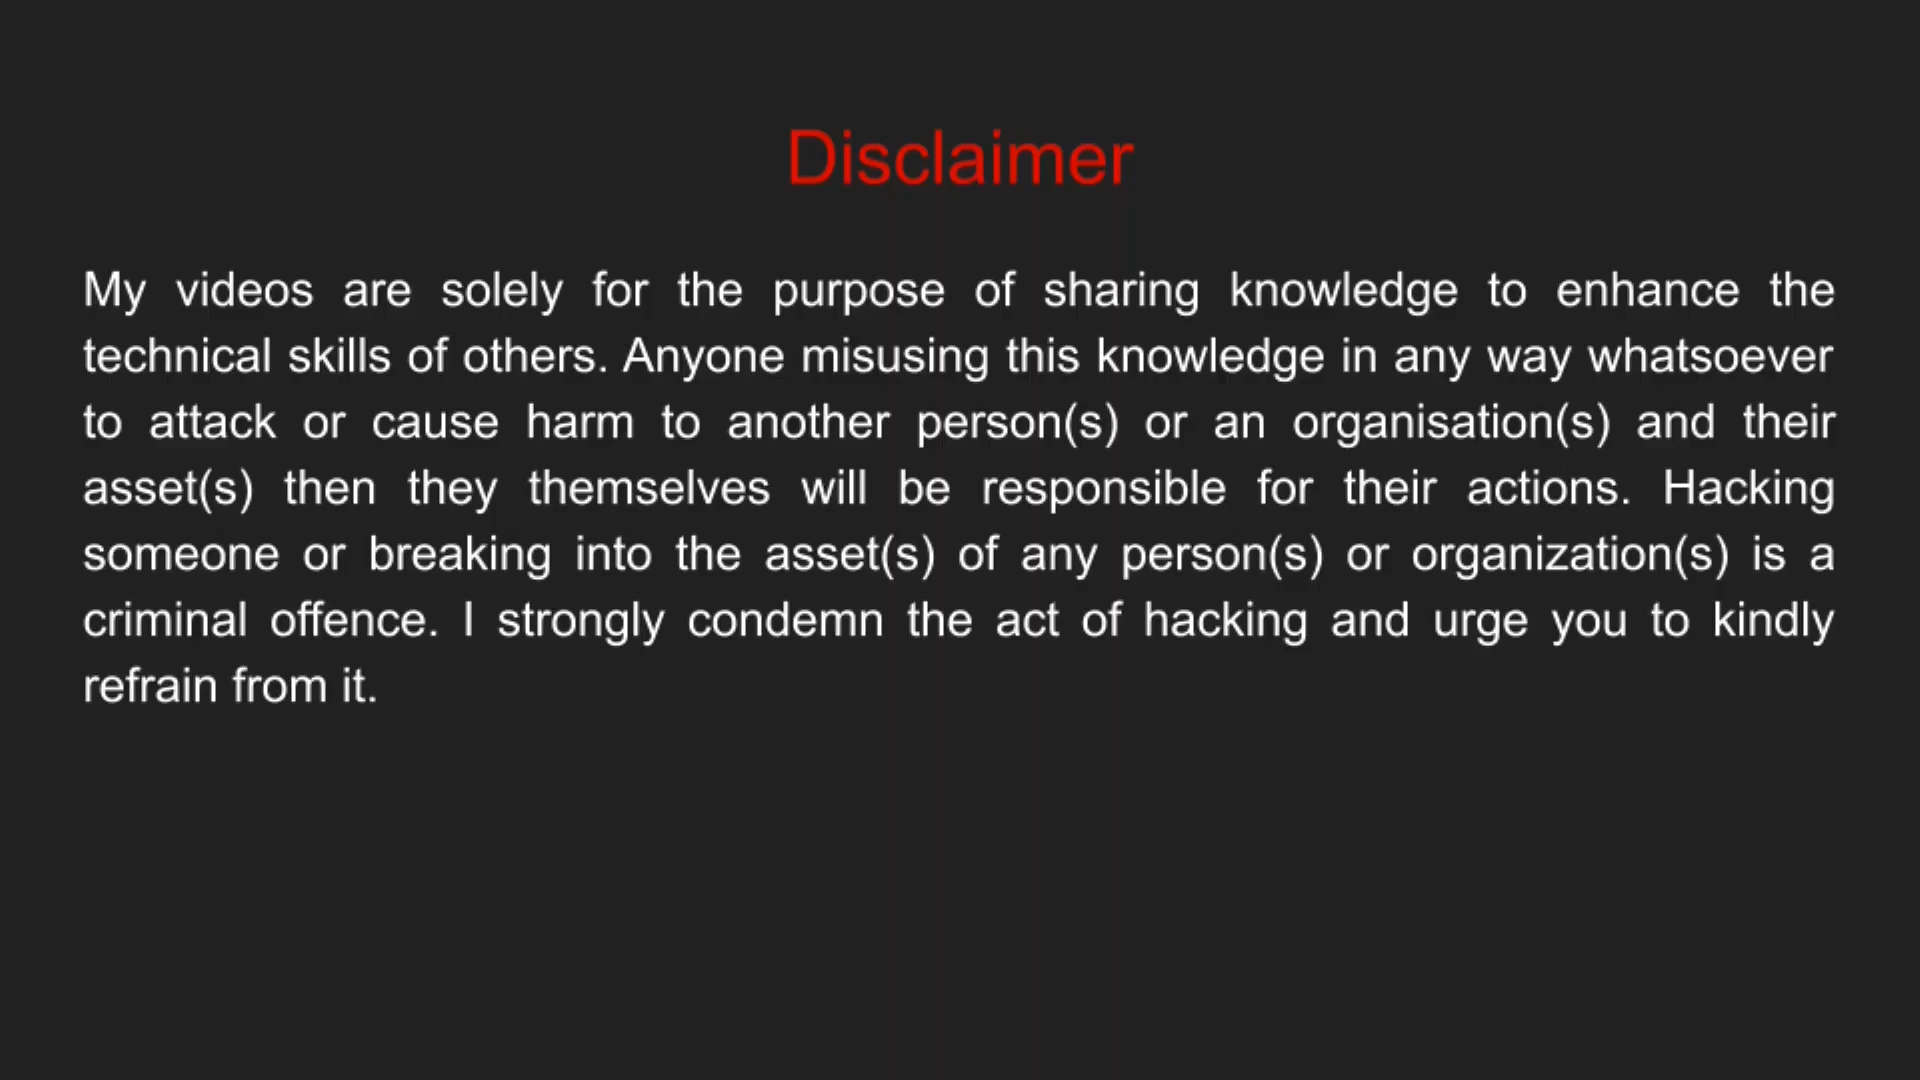 Disclaimer
My videos are solely for the purpose of sharing knowledge to enhance the
technical skills of others. Anyone misusing this knowledge in any way whatsoever
to attack or cause harm to another person(s) or an organisation(s) and their
asset(s) then they themselves will be responsible for their actions. Hacking
someone or breaking into the asset(s) of any person(s) or organization(s) is a
criminal offence. I strongly condemn the act of hacking and urge you to kindly
refrain from it.